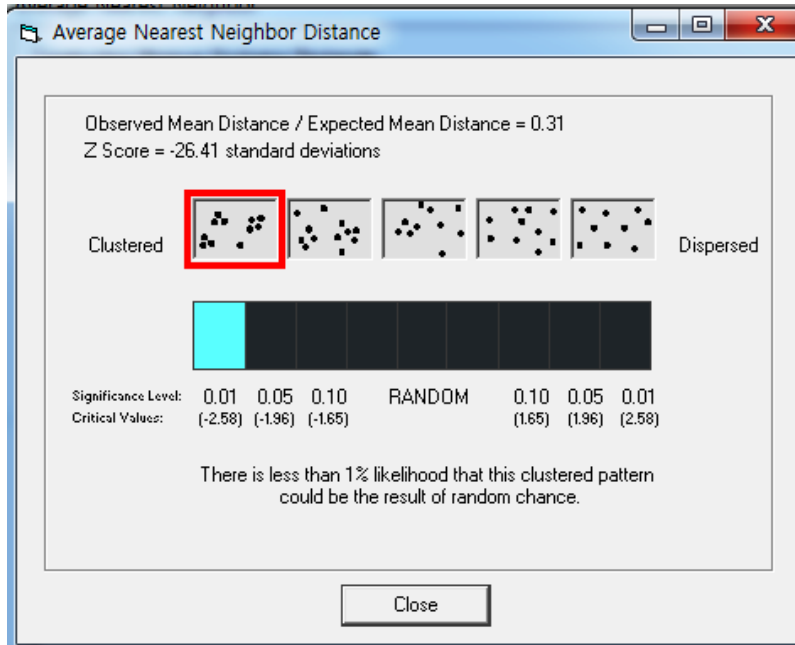 Average Nearest Neighbor
Average Nearest Neighbor Distance
Observed Mean Distance / Expected Mean Distance = 0.31
Z Score = -26.41 standard deviations
Clustered
Dispersed
Significance Level: 0.01 0.05 0.10 RANDOM 0.10 0.05 0.01
Critical Values: (-2.58) (-1.96) (-1.65) (1.65) (1.96) (2.58)
There is less than 1% likelihood that this clustered pattern
could be the result of random chance.
Close